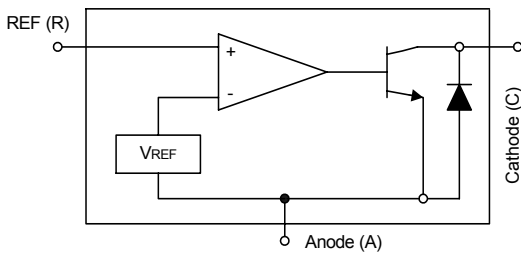 REF (R)
+
-
VREF
Cathode (C)
Anode (A)